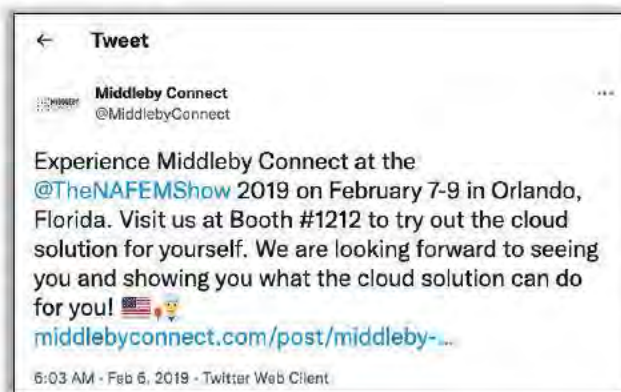 ← Tweet
MIDDLEBY
Middleby Connect
@MiddlebyConnect
...
Experience Middleby Connect at the
@TheNAFEMShow 2019 on February 7-9 in Orlando,
Florida. Visit us at Booth #1212 to try out the cloud
solution for yourself. We are looking forward to seeing
you and showing you what the cloud solution can do
for you! 🇺🇸,👨‍🍳
middlebyconnect.com/post/middleby-...
6:03 AM · Feb 6, 2019 · Twitter Web Client